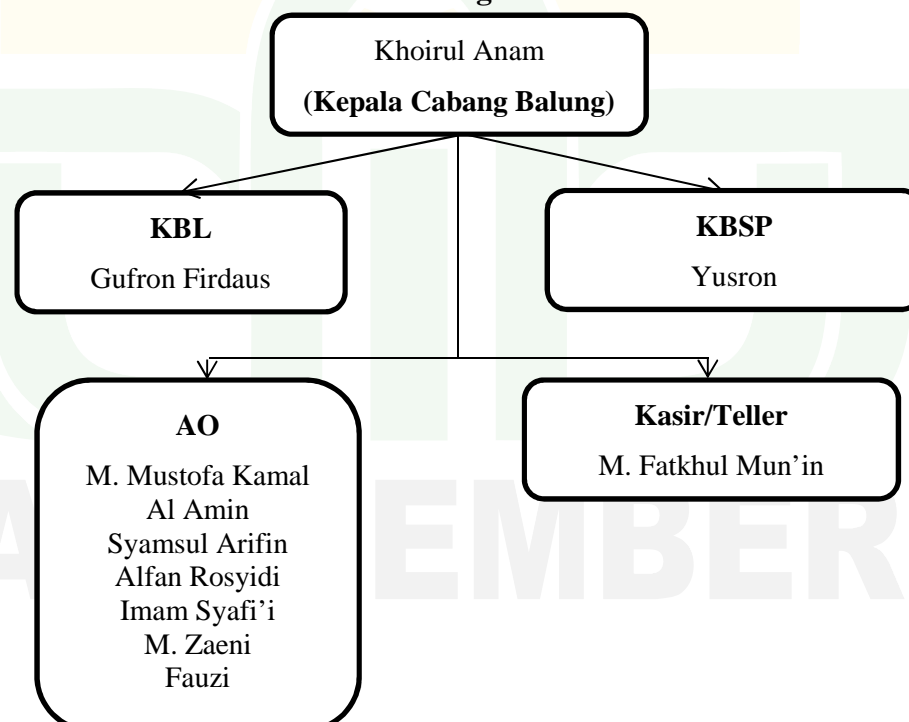 Khoirul Anam
(Kepala Cabang Balung)
KBL
Gufron Firdaus
KBSP
Yusron
AO
M. Mustofa Kamal
Al Amin
Syamsul Arifin
Alfan Rosyidi
Imam Syafi’i
M. Zaeni
Fauzi
Kasir/Teller
M. Fatkhul Mun’in
EMBER